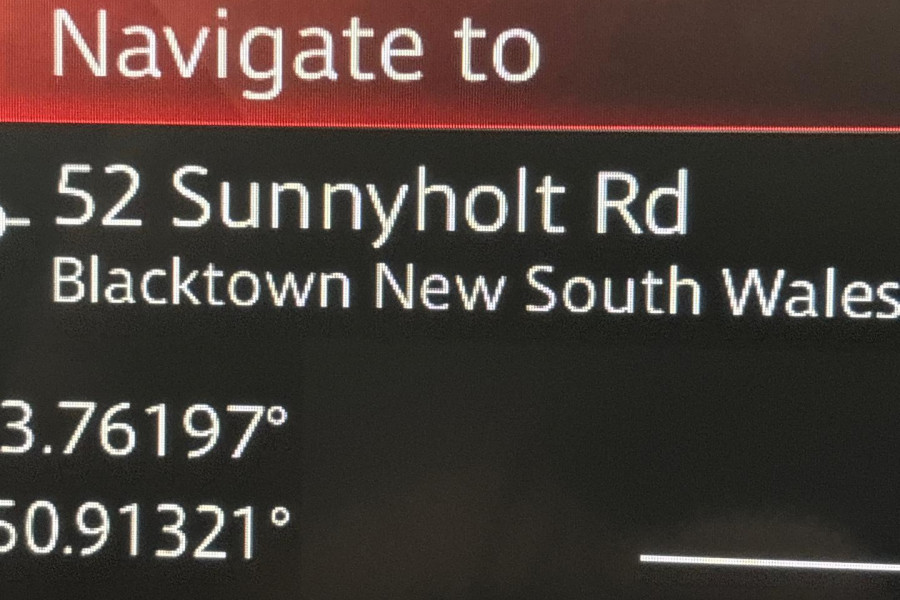 Navigate to
52 Sunnyholt Rd
Blacktown New South Wales
3.76197°
50.91321°